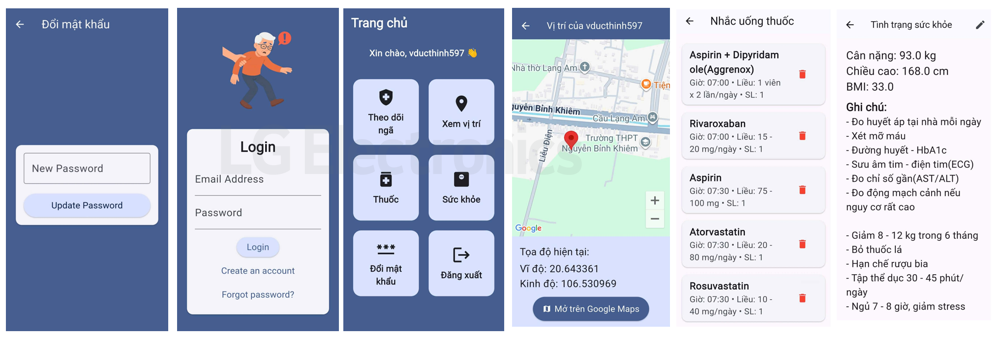 Đổi mật khẩu
New Password
Update Password
Login
Email Address
Password
Login
Create an account
Forgot password?
Trang chủ
Xin chào, vducthinh597 👋
Theo dõi
ngã
Xem vị trí
Thuốc
Sức khỏe
***
Đổi mật
khẩu
Đăng xuất
Vị trí của vducthinh597
Nhà thờ Lạng Am
Tiện
guyễn Bỉnh Khiêm
Cầu Lạng Am
Liễu Điện
Trường THPT
Nguyễn Bỉnh Khiêm
+
−
Google
Tọa độ hiện tại:
Vĩ độ: 20.643361
Kinh độ: 106.530969
Mở trên Google Maps
Nhắc uống thuốc
Aspirin + Dipyridam
ole(Aggrenox)
Giờ: 07:00 • Liều: 1 viên
x 2 lần/ngày • SL: 1
Rivaroxaban
Giờ: 07:00 • Liều: 15 -
20 mg/ngày • SL: 1
Aspirin
Giờ: 07:30 • Liều: 75 -
100 mg • SL: 1
Atorvastatin
Giờ: 07:30 • Liều: 20 -
80 mg/ngày • SL: 1
Rosuvastatin
Giờ: 07:30 • Liều: 10 -
40 mg/ngày • SL: 1
Tình trạng sức khỏe
Cân nặng: 93.0 kg
Chiều cao: 168.0 cm
BMI: 33.0
Ghi chú:
- Đo huyết áp tại nhà mỗi ngày
- Xét mỡ máu
- Đường huyết - HbA1c
- Sưu âm tim - điện tim(ECG)
- Đo chỉ số gần(AST/ALT)
- Đo động mạch cảnh nếu
nguy cơ rất cao
- Giảm 8 - 12 kg trong 6 tháng
- Bỏ thuốc lá
- Hạn chế rượu bia
- Tập thể dục 30 - 45 phút/
ngày
- Ngủ 7 - 8 giờ, giảm stress
LG Electronics